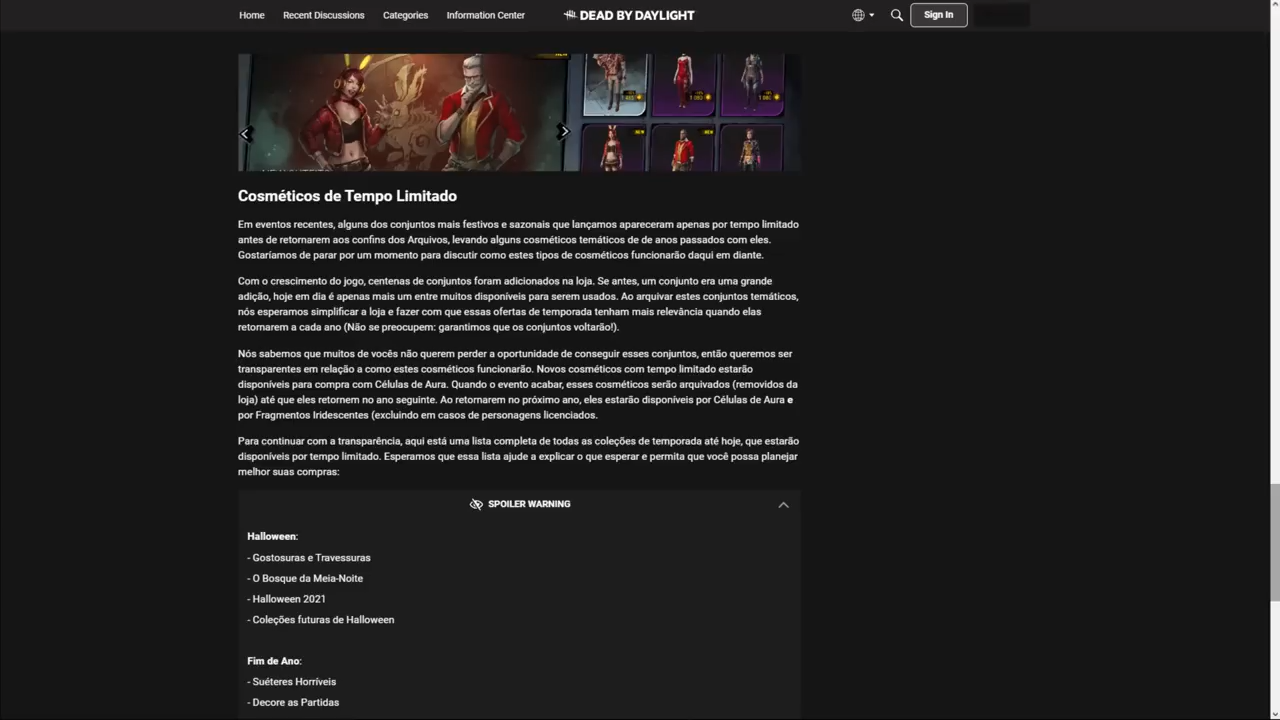 Home Recent Discussions Categories Information Center DEAD BY DAYLIGHT Sign In
Cosméticos de Tempo Limitado
Em eventos recentes, alguns dos conjuntos mais festivos e sazonais que lançamos apareceram apenas por tempo limitado
antes de retornarem aos confins dos Arquivos, levando alguns cosméticos temáticos de de anos passados com eles.
Gostaríamos de parar por um momento para discutir como estes tipos de cosméticos funcionarão daqui em diante.
Com o crescimento do jogo, centenas de conjuntos foram adicionados na loja. Se antes, um conjunto era uma grande
adição, hoje em dia é apenas mais um entre muitos disponíveis para serem usados. Ao arquivar estes conjuntos temáticos,
nós esperamos simplificar a loja e fazer com que essas ofertas de temporada tenham mais relevância quando elas
retornarem a cada ano (Não se preocupem: garantimos que os conjuntos voltarão!).
Nós sabemos que muitos de vocês não querem perder a oportunidade de conseguir esses conjuntos, então queremos ser
transparentes em relação a como estes cosméticos funcionarão. Novos cosméticos com tempo limitado estarão
disponíveis para compra com Células de Aura. Quando o evento acabar, esses cosméticos serão arquivados (removidos da
loja) até que eles retornem no ano seguinte. Ao retornarem no próximo ano, eles estarão disponíveis por Células de Aura e
por Fragmentos Iridescentes (excluindo em casos de personagens licenciados.
Para continuar com a transparência, aqui está uma lista completa de todas as coleções de temporada até hoje, que estarão
disponíveis por tempo limitado. Esperamos que essa lista ajude a explicar o que esperar e permita que você possa planejar
melhor suas compras:
SPOILER WARNING
Halloween:
- Gostosuras e Travessuras
- O Bosque da Meia-Noite
- Halloween 2021
- Coleções futuras de Halloween
Fim de Ano:
- Suéteres Horríveis
- Decore as Partidas